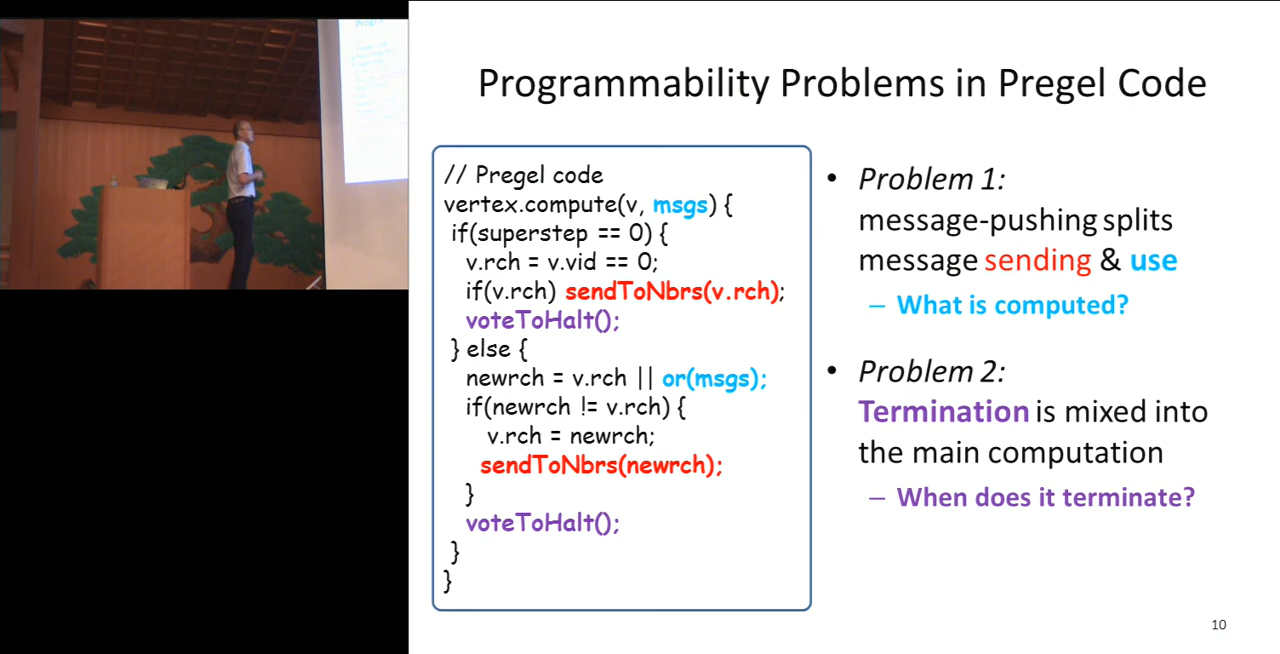 Programmability Problems in Pregel Code
// Pregel code
vertex.compute(v, msgs) {
if(superstep == 0) {
v.rch = v.vid == 0;
if(v.rch) sendToNbrs(v.rch);
voteToHalt();
} else {
newrch = v.rch || or(msgs);
if(newrch != v.rch) {
v.rch = newrch;
sendToNbrs(newrch);
}
voteToHalt();
}
}
• Problem 1:
message-pushing splits
message sending & use
– What is computed?
• Problem 2:
Termination is mixed into
the main computation
– When does it terminate?
10